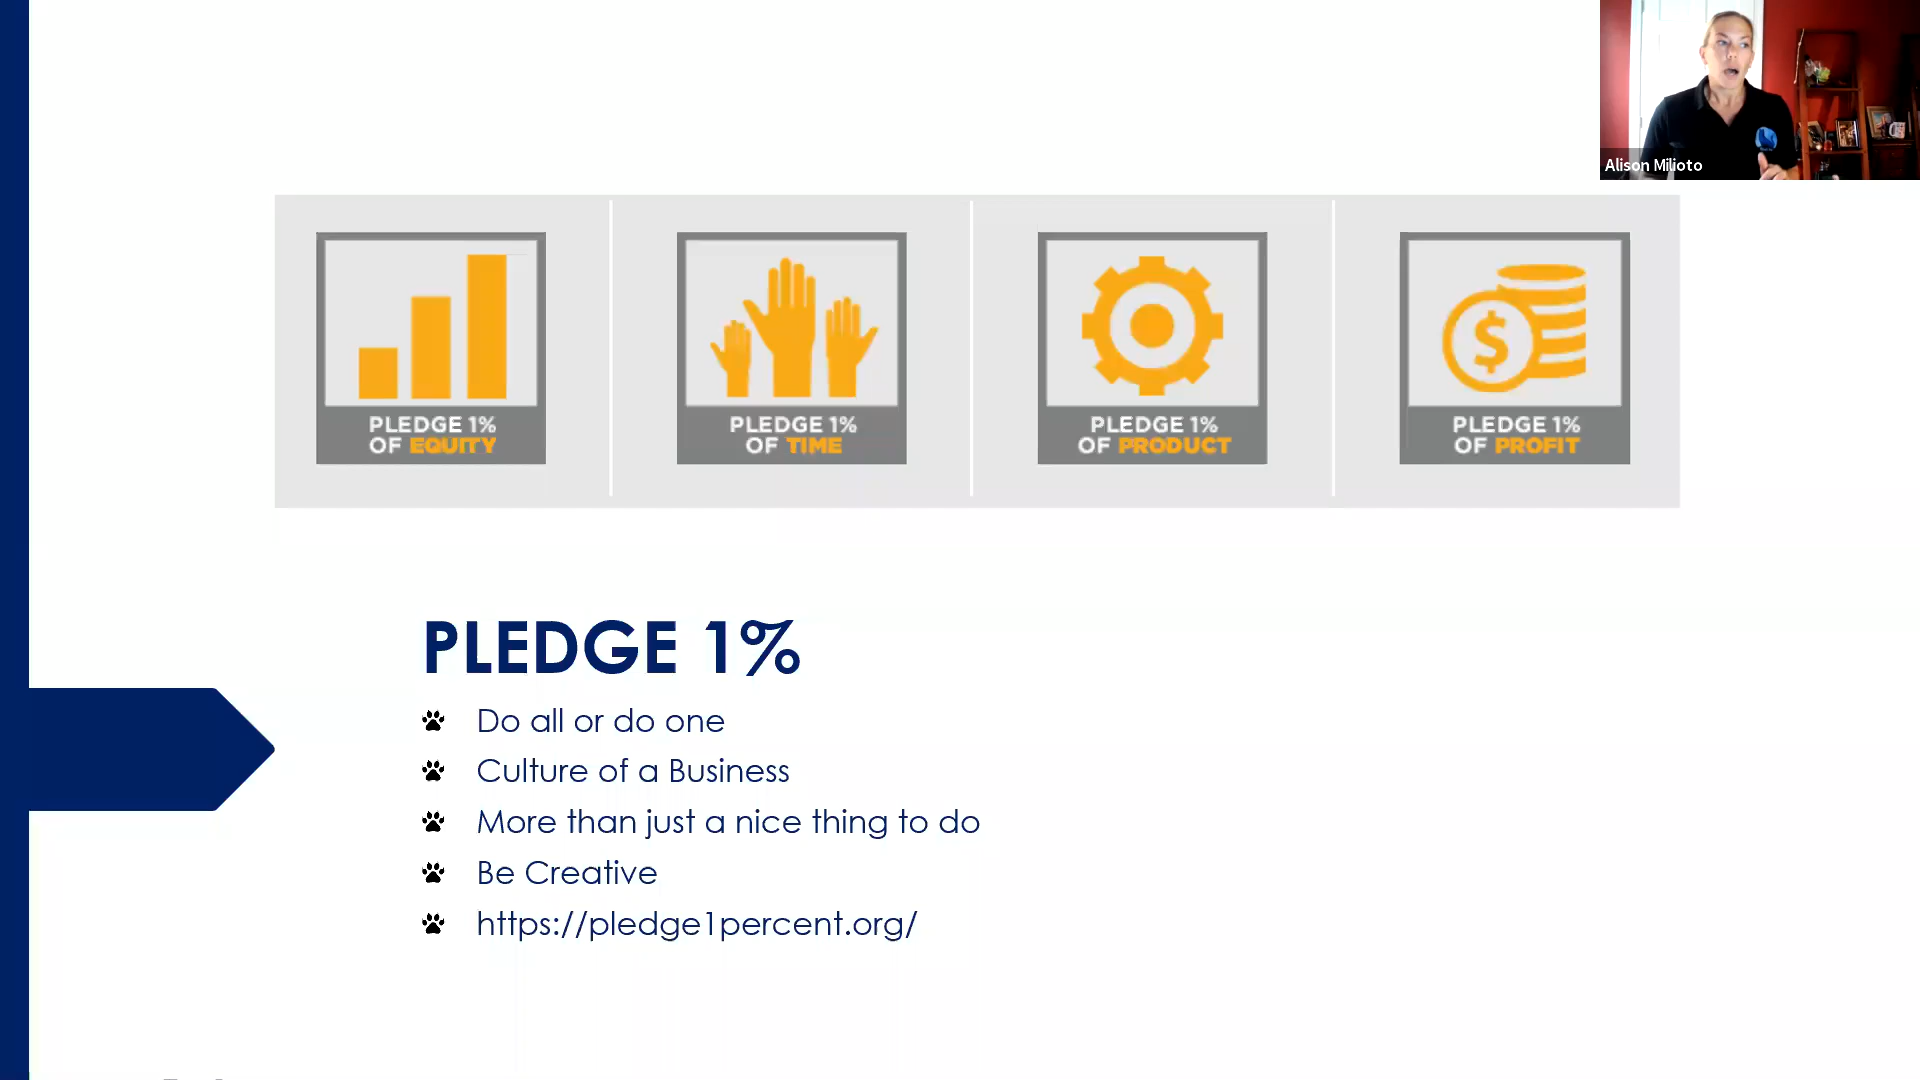 Alison Milioto
PLEDGE 1%
OF EQUITY
PLEDGE 1%
OF TIME
PLEDGE 1%
OF PRODUCT
$
PLEDGE 1%
OF PROFIT
PLEDGE 1%
Do all or do one
Culture of a Business
More than just a nice thing to do
Be Creative
https://pledge1percent.org/